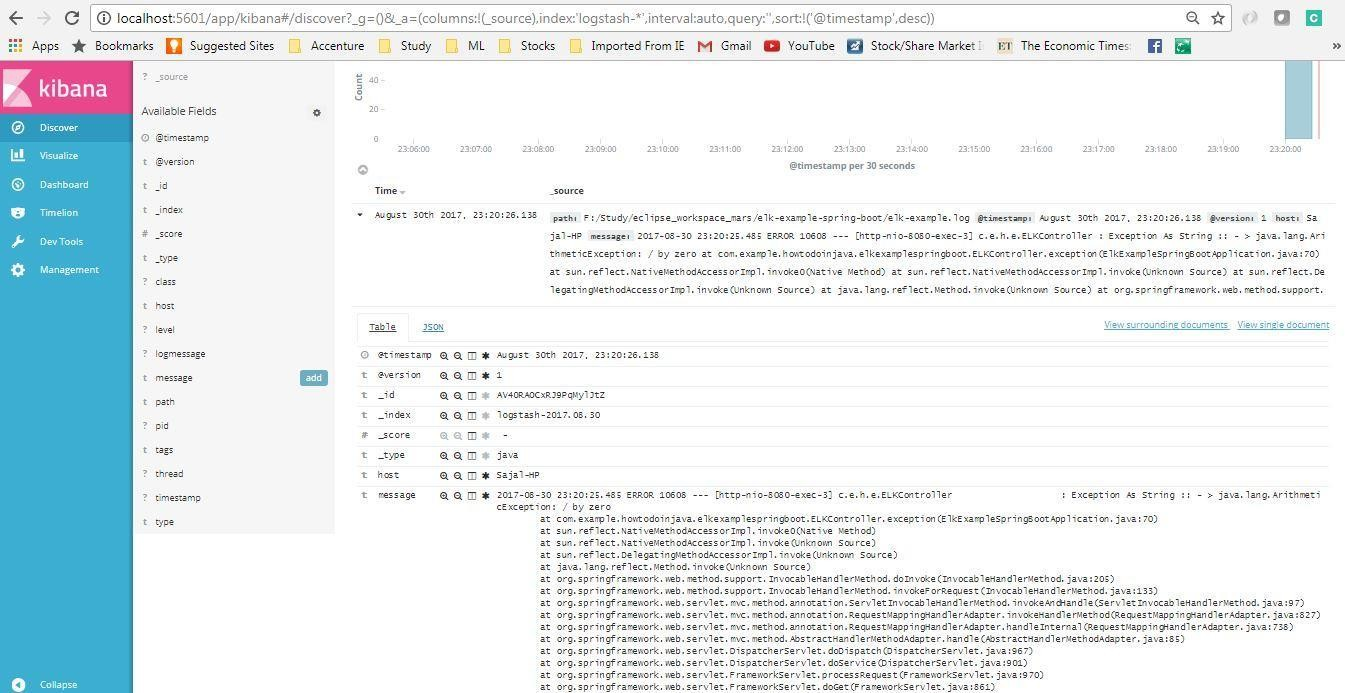 localhost:5601/app/kibana#/discover?_g=()&_a=(columns:!(_source),index:'logstash-*',interval:auto,query:'',sort:!('@timestamp',desc))
C
Apps Bookmarks Suggested Sites Accenture Study ML Stocks Imported From IE Gmail YouTube Stock/Share Market I ET The Economic Times: »
kibana
Discover
Visualize
Dashboard
Timelion
Dev Tools
Management
Collapse
? _source
Available Fields
@timestamp
t @version
t _id
t _index
# _score
t _type
? class
t host
? level
? logmessage
t message add
t path
? pid
t tags
? thread
? timestamp
t type
Count
40
20
0
23:06:00 23:07:00 23:08:00 23:09:00 23:10:00 23:11:00 23:12:00 23:13:00 23:14:00 23:15:00 23:16:00 23:17:00 23:18:00 23:19:00 23:20:00
@timestamp per 30 seconds
Time _source
August 30th 2017, 23:20:26.138 path: F:/Study/eclipse_workspace_mars/elk-example-spring-boot/elk-example.log @timestamp: August 30th 2017, 23:20:26.138 @version: 1 host: Sa
jal-HP message: 2017-08-30 23:20:25.485 ERROR 10608 --- [http-nio-8080-exec-3] c.e.h.e.ELKController : Exception As String :: - > java.lang.Ari
thmeticException: / by zero at com.example.howtodoinjava.elkexamplespringboot.ELKController.exception(ElkExampleSpringBootApplication.java:70)
at sun.reflect.NativeMethodAccessorImpl.invoke0(Native Method) at sun.reflect.NativeMethodAccessorImpl.invoke(Unknown Source) at sun.reflect.De
legatingMethodAccessorImpl.invoke(Unknown Source) at java.lang.reflect.Method.invoke(Unknown Source) at org.springframework.web.method.support.
Table JSON View surrounding documents View single document
@timestamp August 30th 2017, 23:20:26.138
t @version 1
t _id AV40RAOCxRJ9PqMylJtZ
t _index logstash-2017.08.30
# _score -
t _type java
t host Sajal-HP
t message 2017-08-30 23:20:25.485 ERROR 10608 --- [http-nio-8080-exec-3] c.e.h.e.ELKController : Exception As String :: - > java.lang.Arithmeti
cException: / by zero
at com.example.howtodoinjava.elkexamplespringboot.ELKController.exception(ElkExampleSpringBootApplication.java:70)
at sun.reflect.NativeMethodAccessorImpl.invoke0(Native Method)
at sun.reflect.NativeMethodAccessorImpl.invoke(Unknown Source)
at sun.reflect.DelegatingMethodAccessorImpl.invoke(Unknown Source)
at java.lang.reflect.Method.invoke(Unknown Source)
at org.springframework.web.method.support.InvocableHandlerMethod.doInvoke(InvocableHandlerMethod.java:205)
at org.springframework.web.method.support.InvocableHandlerMethod.invokeForRequest(InvocableHandlerMethod.java:133)
at org.springframework.web.servlet.mvc.method.annotation.ServletInvocableHandlerMethod.invokeAndHandle(ServletInvocableHandlerMethod.java:97)
at org.springframework.web.servlet.mvc.method.annotation.RequestMappingHandlerAdapter.invokeHandlerMethod(RequestMappingHandlerAdapter.java:827)
at org.springframework.web.servlet.mvc.method.annotation.RequestMappingHandlerAdapter.handleInternal(RequestMappingHandlerAdapter.java:738)
at org.springframework.web.servlet.mvc.method.AbstractHandlerMethodAdapter.handle(AbstractHandlerMethodAdapter.java:85)
at org.springframework.web.servlet.DispatcherServlet.doDispatch(DispatcherServlet.java:967)
at org.springframework.web.servlet.DispatcherServlet.doService(DispatcherServlet.java:901)
at org.springframework.web.servlet.FrameworkServlet.processRequest(FrameworkServlet.java:970)
at org.springframework.web.servlet.FrameworkServlet.doGet(FrameworkServlet.java:861)